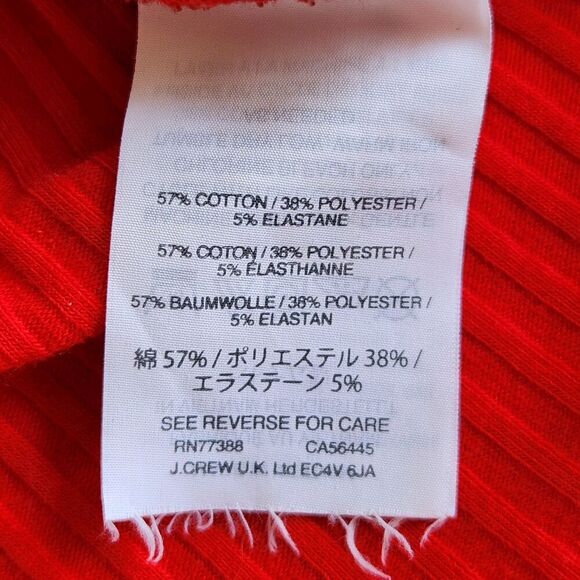 57% COTTON / 38% POLYESTER /
5% ELASTANE
57% COTON / 38% POLYESTER /
5% ÉLASTHANNE
57% BAUMWOLLE / 38% POLYESTER /
5% ELASTAN
綿 57% / ポリエステル 38% /
エラステーン 5%
SEE REVERSE FOR CARE
RN77388 CA56445
J.CREW U.K. Ltd EC4V 6JA